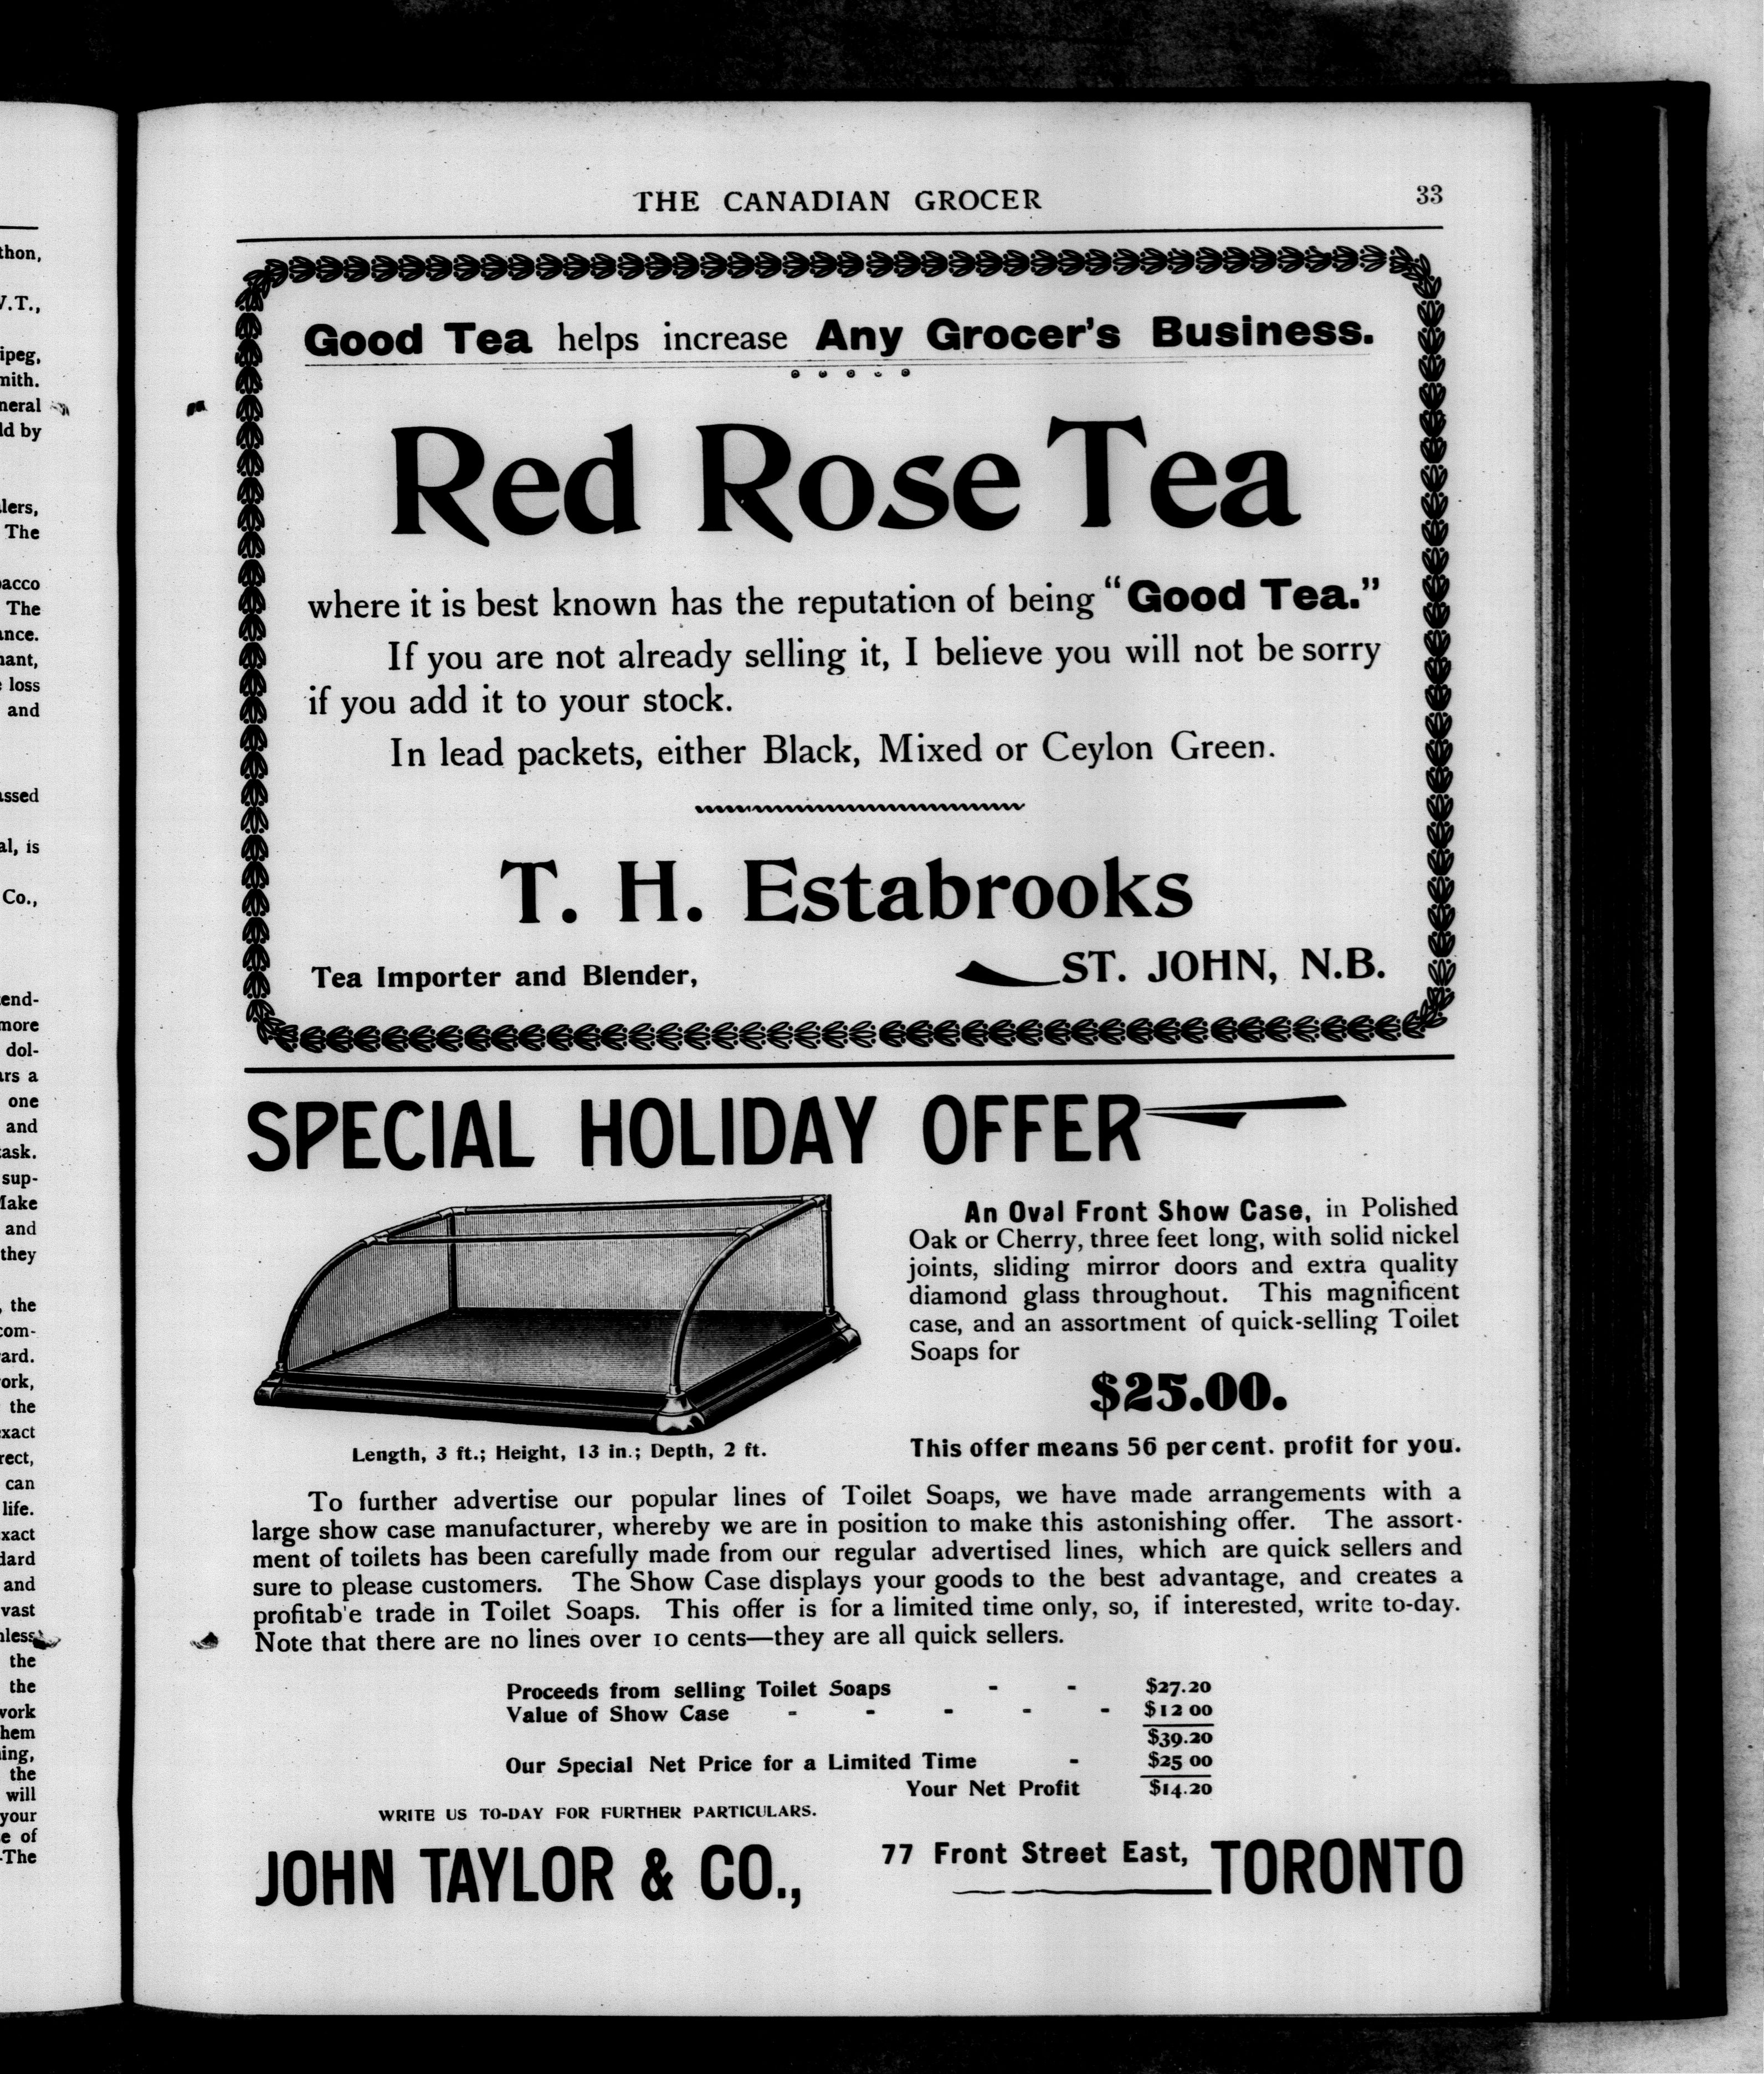 THE CANADIAN GROCER
33
Good Tea helps increase Any Grocer's Business.
Red Rose Tea
where it is best known has the reputation of being "Good Tea."
If you are not already selling it, I believe you will not be sorry
if you add it to your stock.
In lead packets, either Black, Mixed or Ceylon Green.
T. H. Estabrooks
Tea Importer and Blender,
ST. JOHN, N.B.
SPECIAL HOLIDAY OFFER
An Oval Front Show Case, in Polished
Oak or Cherry, three feet long, with solid nickel
joints, sliding mirror doors and extra quality
diamond glass throughout. This magnificent
case, and an assortment of quick-selling Toilet
Soaps for
$25.00.
This offer means 56 per cent. profit for you.
Length, 3 ft.; Height, 13 in.; Depth, 2 ft.
To further advertise our popular lines of Toilet Soaps, we have made arrangements with a
large show case manufacturer, whereby we are in position to make this astonishing offer. The assort-
ment of toilets has been carefully made from our regular advertised lines, which are quick sellers and
sure to please customers. The Show Case displays your goods to the best advantage, and creates a
profitab'e trade in Toilet Soaps. This offer is for a limited time only, so, if interested, write to-day.
Note that there are no lines over 10 cents—they are all quick sellers.
Proceeds from selling Toilet Soaps - - $27.20
Value of Show Case - - - - - $12 00
$39.20
Our Special Net Price for a Limited Time - $25 00
Your Net Profit $14.20
WRITE US TO-DAY FOR FURTHER PARTICULARS.
JOHN TAYLOR & CO.,
77 Front Street East, TORONTO